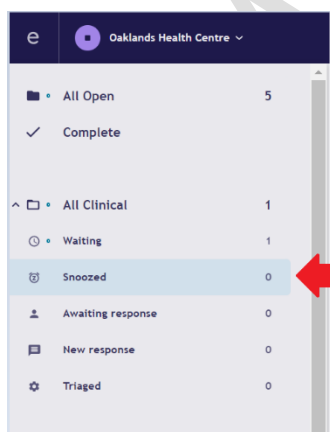 e Oaklands Health Centre
All Open 5
Complete
All Clinical 1
Waiting 1
Snoozed 0
Awaiting response 0
New response 0
Triaged 0